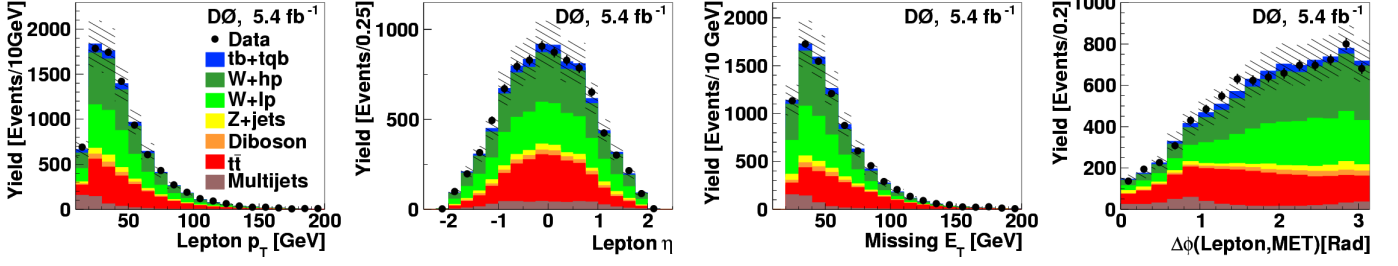 Yield [Events/10GeV]
2000
1500
1000
500
0
DØ, 5.4 fb-1
Data
tb+tqb
W+hp
W+lp
Z+jets
Diboson
tt̄
Multijets
50 100 150 200
Lepton pT [GeV]
Yield [Events/0.25]
1000
500
250
0
DØ, 5.4 fb-1
-2 -1 0 1 2
Lepton η
Yield [Events/10 GeV]
2000
1500
1000
500
0
DØ, 5.4 fb-1
50 100 150 200
Missing ET [GeV]
Yield [Events/0.2]
1000
800
600
400
200
0
DØ, 5.4 fb-1
0 1 2 3
Δϕ(Lepton,MET)[Rad]